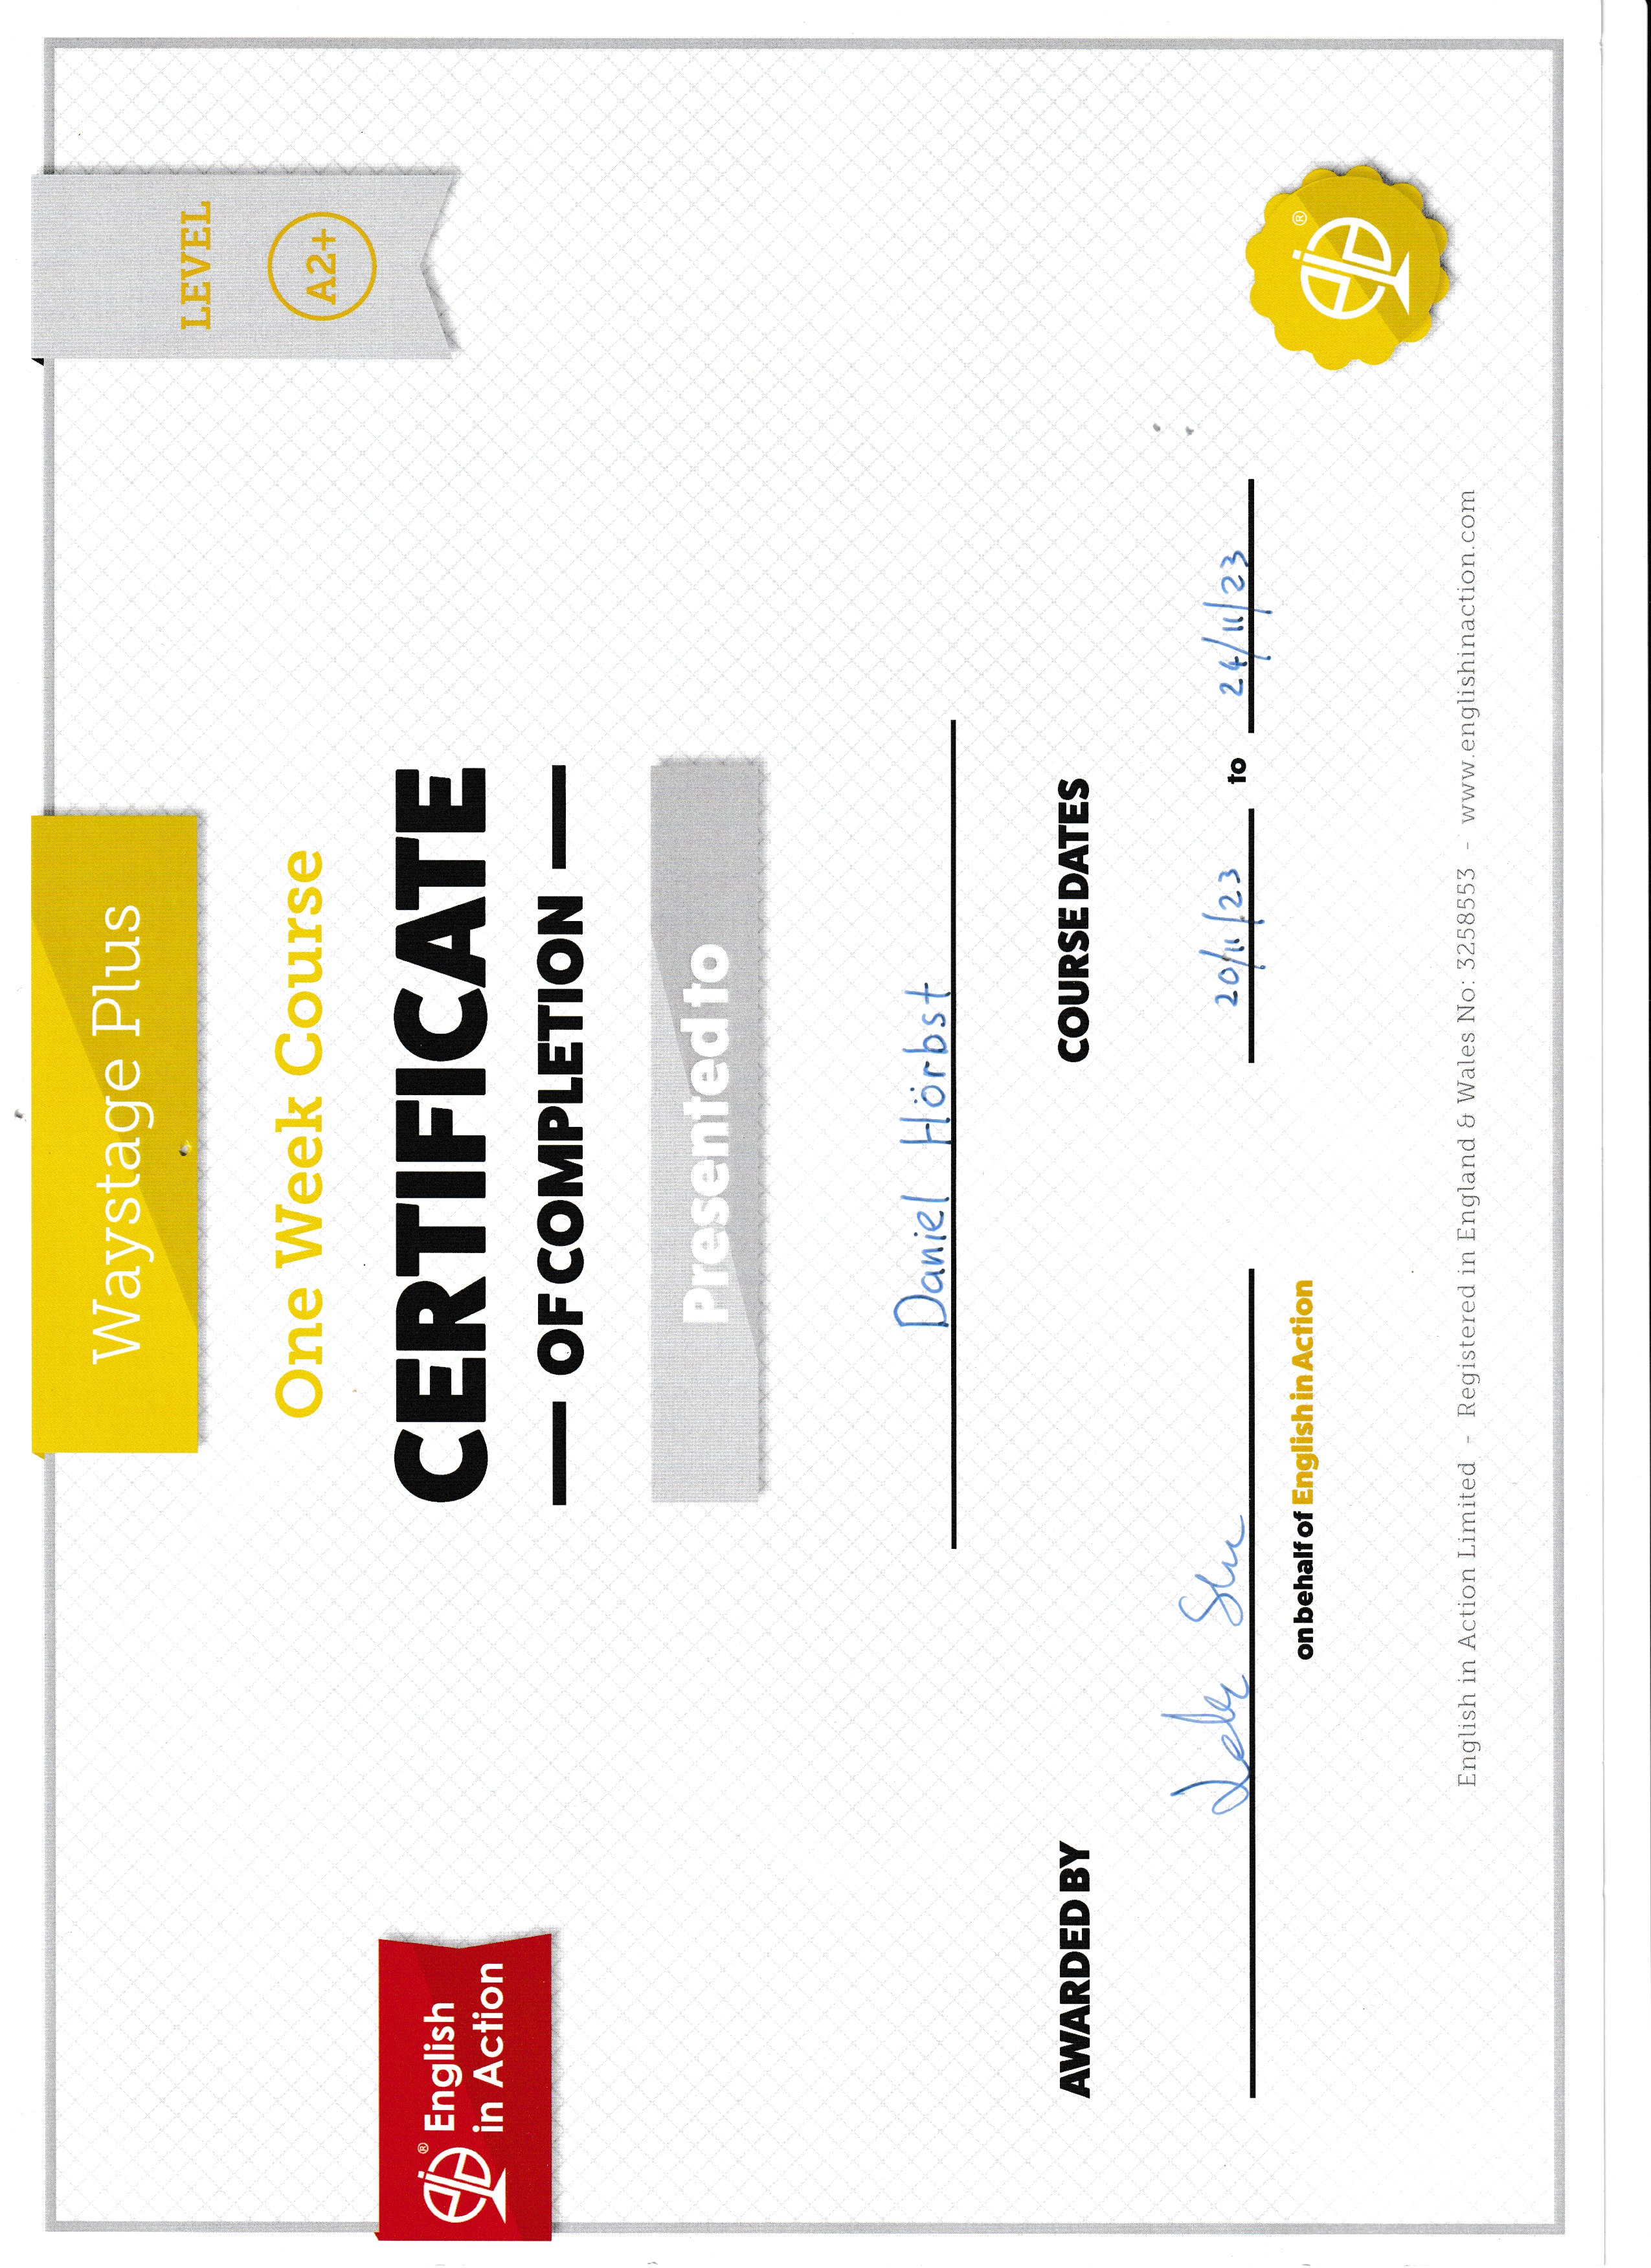 Waystage Plus
LEVEL
A2+
One Week Course
CERTIFICATE
OF COMPLETION
English
in Action
Presented to
Daniel Hörbst
AWARDED BY
COURSE DATES
20/11/23 to 24/11/23
on behalf of English in Action
English in Action Limited - Registered in England & Wales No: 3258553 - www.englishinaction.com